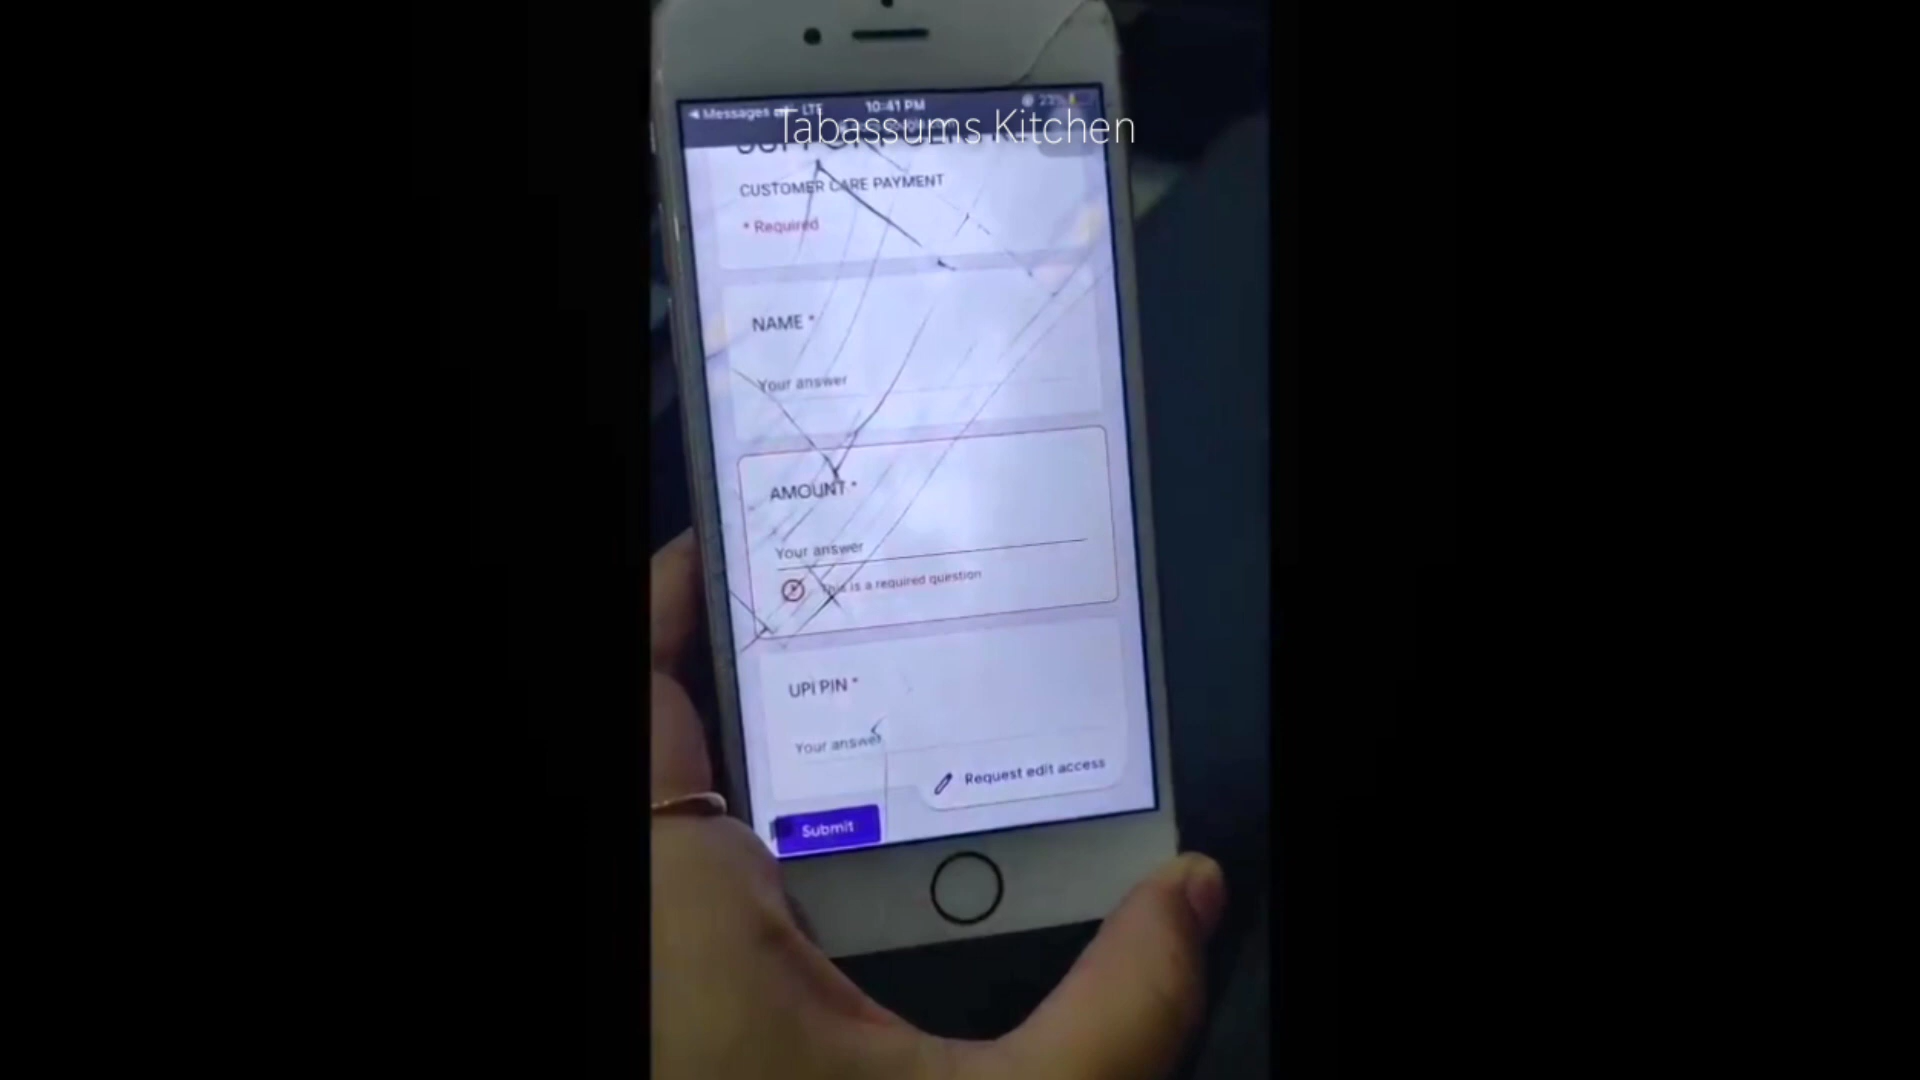 Messages LTE 10:41 PM 23%
Tabassums Kitchen
CUSTOMER CARE PAYMENT
* Required
NAME *
Your answer
AMOUNT *
Your answer
This is a required question
UPI PIN *
Your answer
Request edit access
Submit